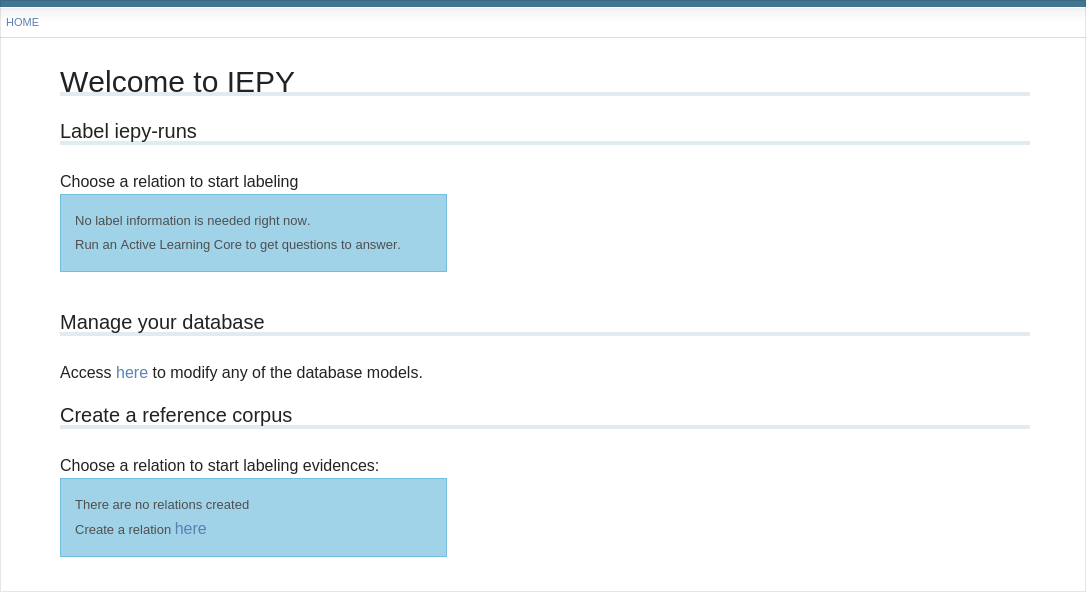 HOME
Welcome to IEPY
Label iepy-runs
Choose a relation to start labeling
No label information is needed right now.
Run an Active Learning Core to get questions to answer.
Manage your database
Access here to modify any of the database models.
Create a reference corpus
Choose a relation to start labeling evidences:
There are no relations created
Create a relation here